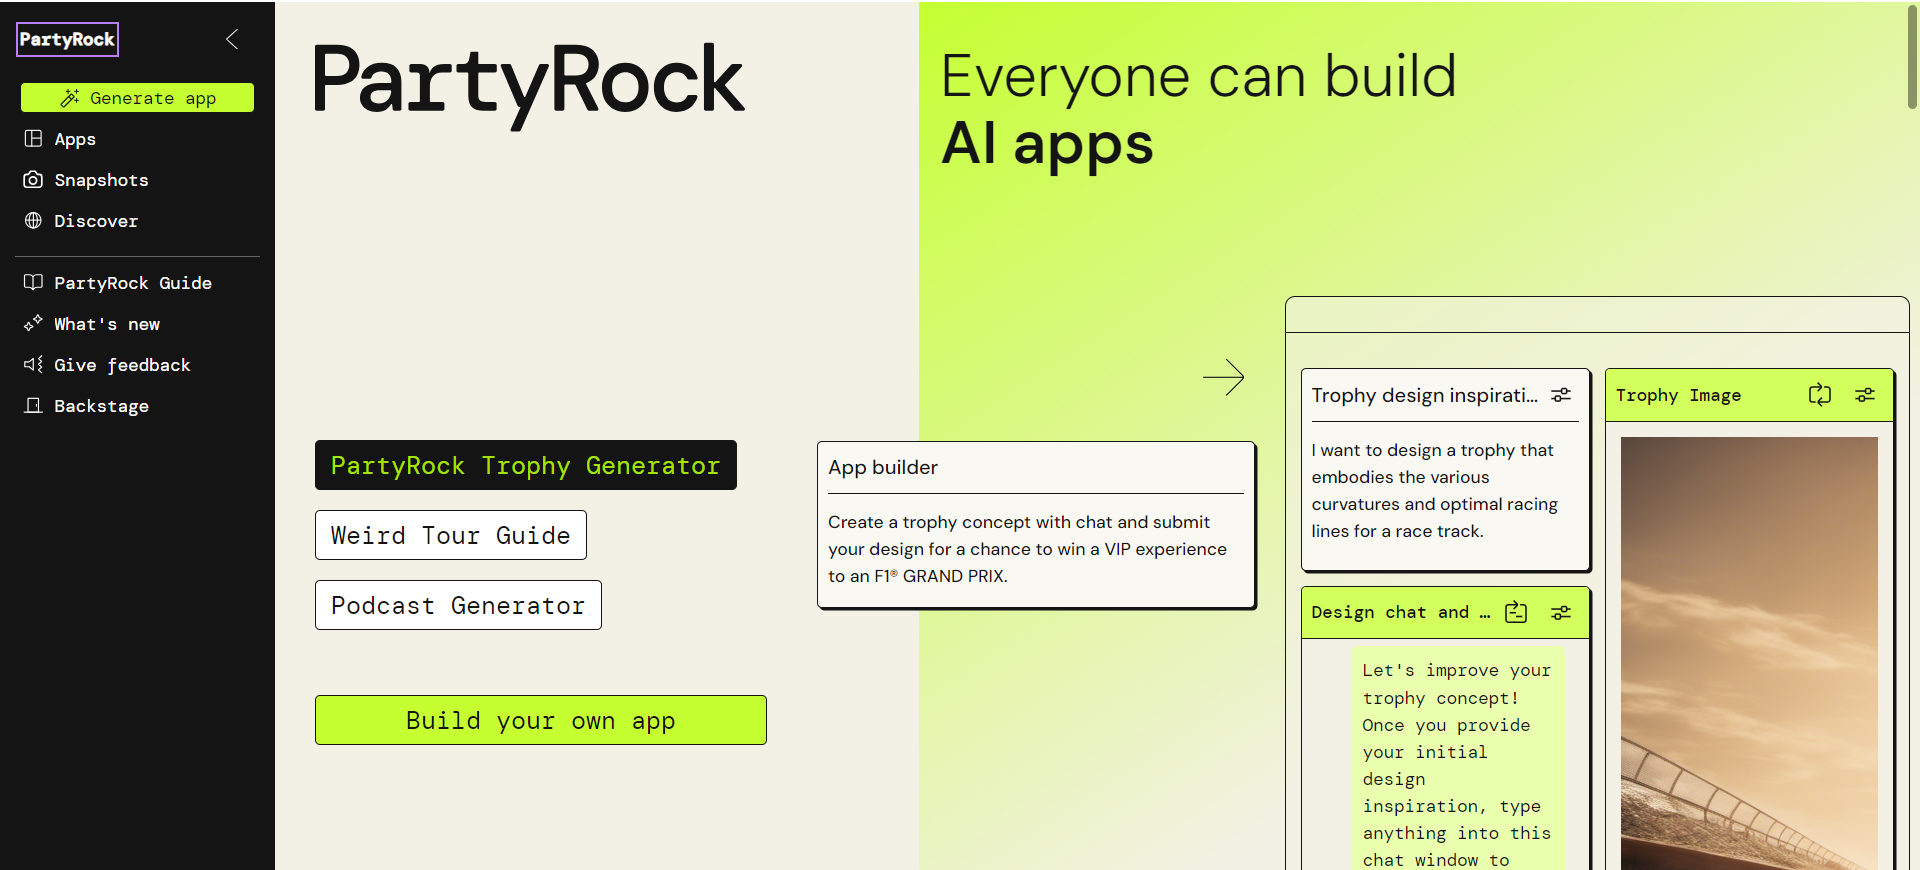 PartyRock
Generate app
Apps
Snapshots
Discover
PartyRock Guide
What's new
Give feedback
Backstage
PartyRock
PartyRock Trophy Generator
Weird Tour Guide
Podcast Generator
Build your own app
Everyone can build
AI apps
App builder
Create a trophy concept with chat and submit
your design for a chance to win a VIP experience
to an F1® GRAND PRIX.
Trophy design inspirati...
I want to design a trophy that
embodies the various
curvatures and optimal racing
lines for a race track.
Design chat and …
Let's improve your
trophy concept!
Once you provide
your initial
design
inspiration, type
anything into this
chat window to
Trophy Image